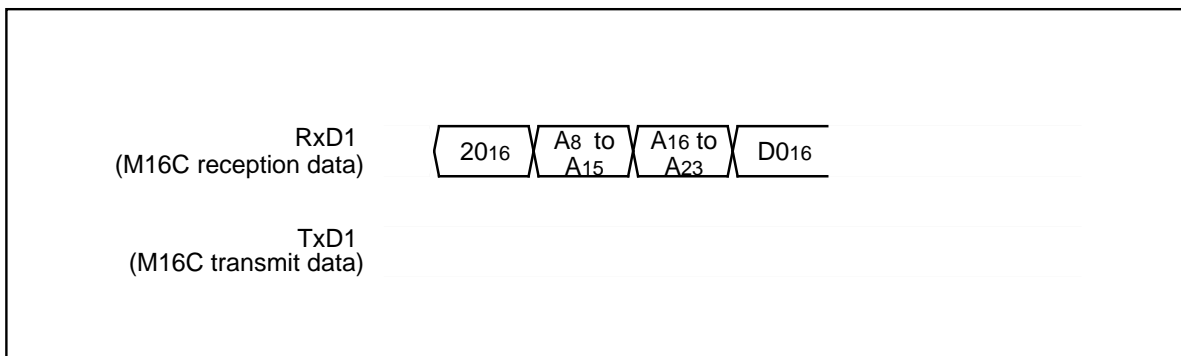 RxD1
(M16C reception data)
2016
A8 to
A15
A16 to
A23
D016
TxD1
(M16C transmit data)